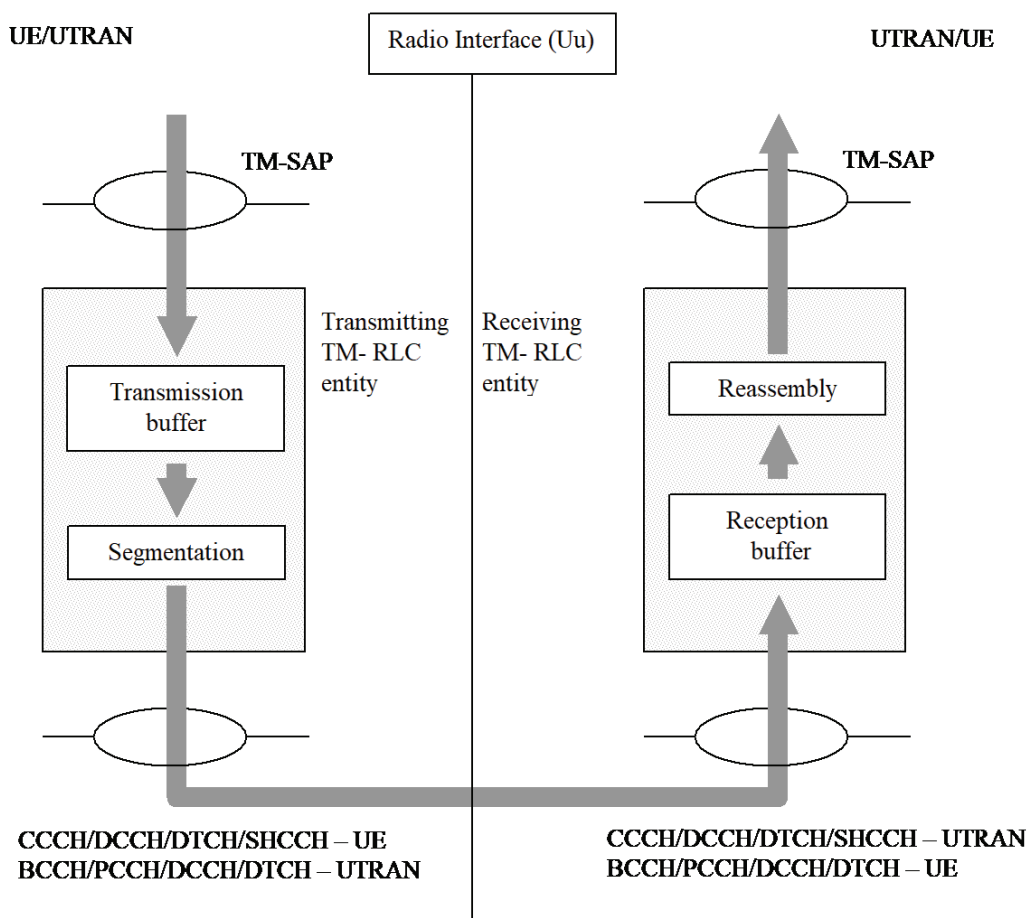 UE/UTRAN
Radio Interface (Uu)
UTRAN/UE
TM-SAP
TM-SAP
Transmitting
TM- RLC
entity
Receiving
TM- RLC
entity
Transmission
buffer
Segmentation
Reassembly
Reception
buffer
CCCH/DCCH/DTCH/SHCCH – UE
BCCH/PCCH/DCCH/DTCH – UTRAN
CCCH/DCCH/DTCH/SHCCH – UTRAN
BCCH/PCCH/DCCH/DTCH – UE